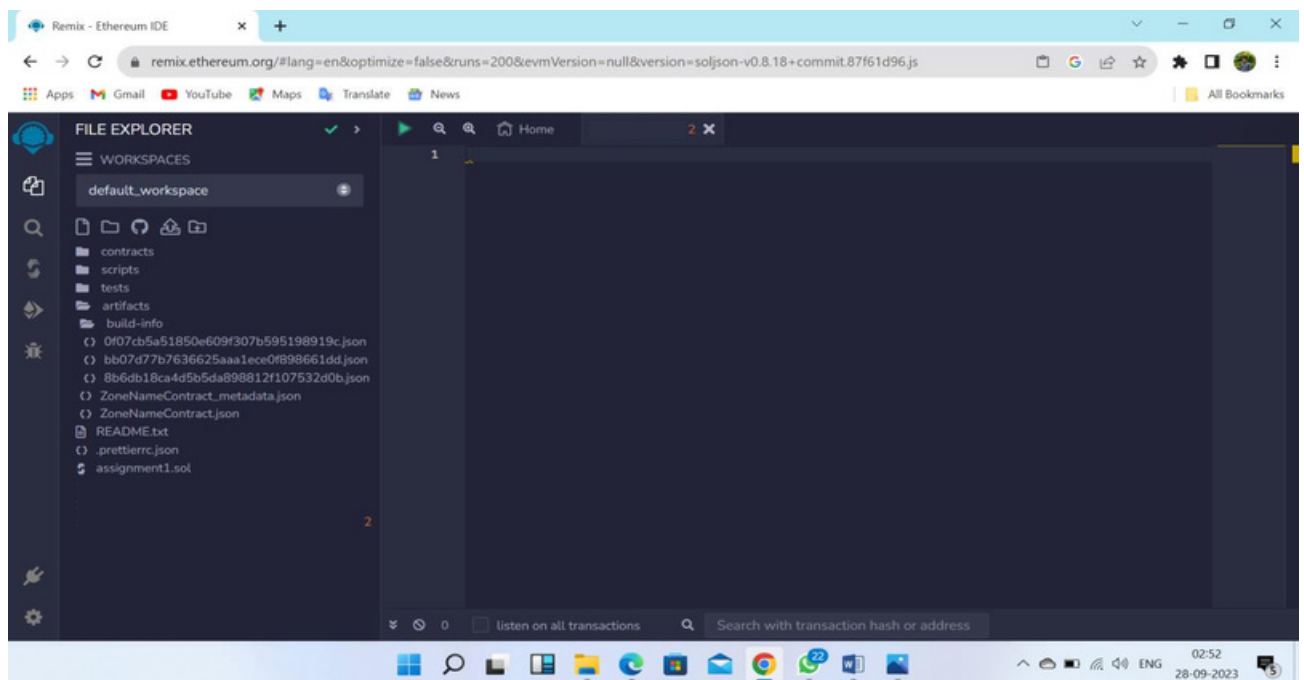 Remix - Ethereum IDE
remix.ethereum.org/#lang=en&optimize=false&runs=200&evmVersion=null&version=soljson-v0.8.18+commit.87f61d96.js
Apps Gmail YouTube Maps Translate News All Bookmarks
FILE EXPLORER
Home 2
WORKSPACES
1
default_workspace
contracts
scripts
tests
artifacts
build-info
0f07cb5a51850e609f307b595198919c.json
bb07d77b7636625aaa1ece0f898661dd.json
8b6db18ca4d5b5da898812f107532d0b.json
ZoneNameContract_metadata.json
ZoneNameContract.json
README.txt
.prettierrc.json
assignment1.sol
2
0 listen on all transactions Search with transaction hash or address
22
ENG
02:52
28-09-2023
5